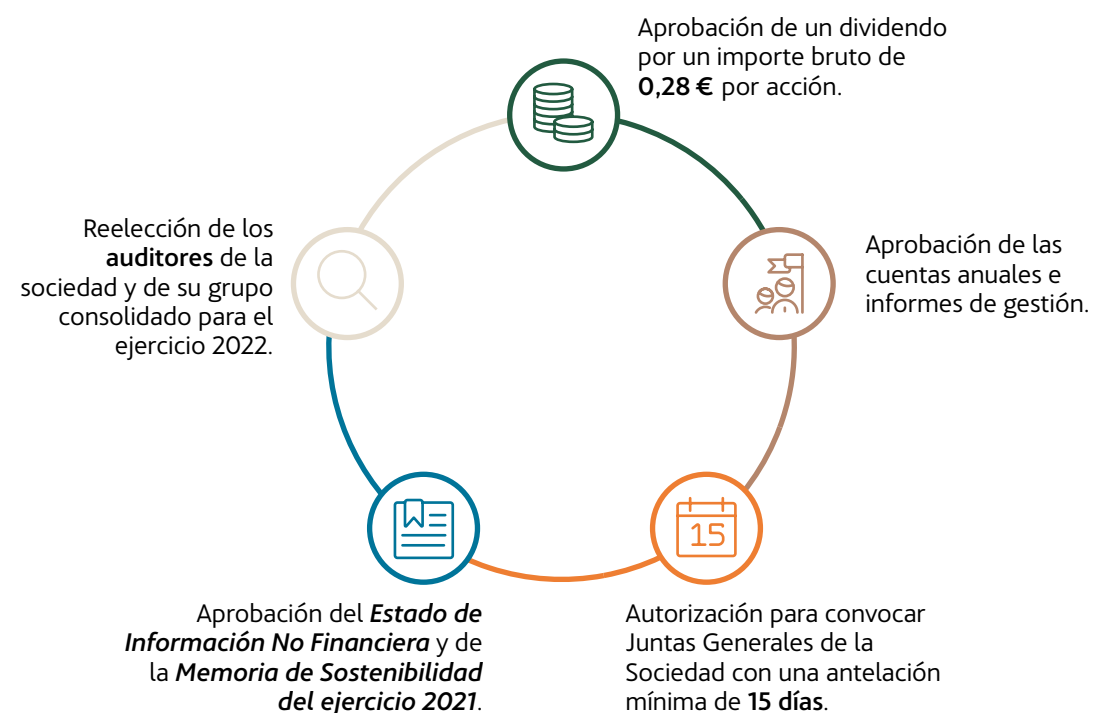 Aprobación de un dividendo
por un importe bruto de
0,28 € por acción.
Aprobación de las
cuentas anuales e
informes de gestión.
15
Autorización para convocar
Juntas Generales de la
Sociedad con una antelación
mínima de 15 días.
Aprobación del Estado de
Información No Financiera y de
la Memoria de Sostenibilidad
del ejercicio 2021.
Reelección de los
auditores de la
sociedad y de su grupo
consolidado para el
ejercicio 2022.